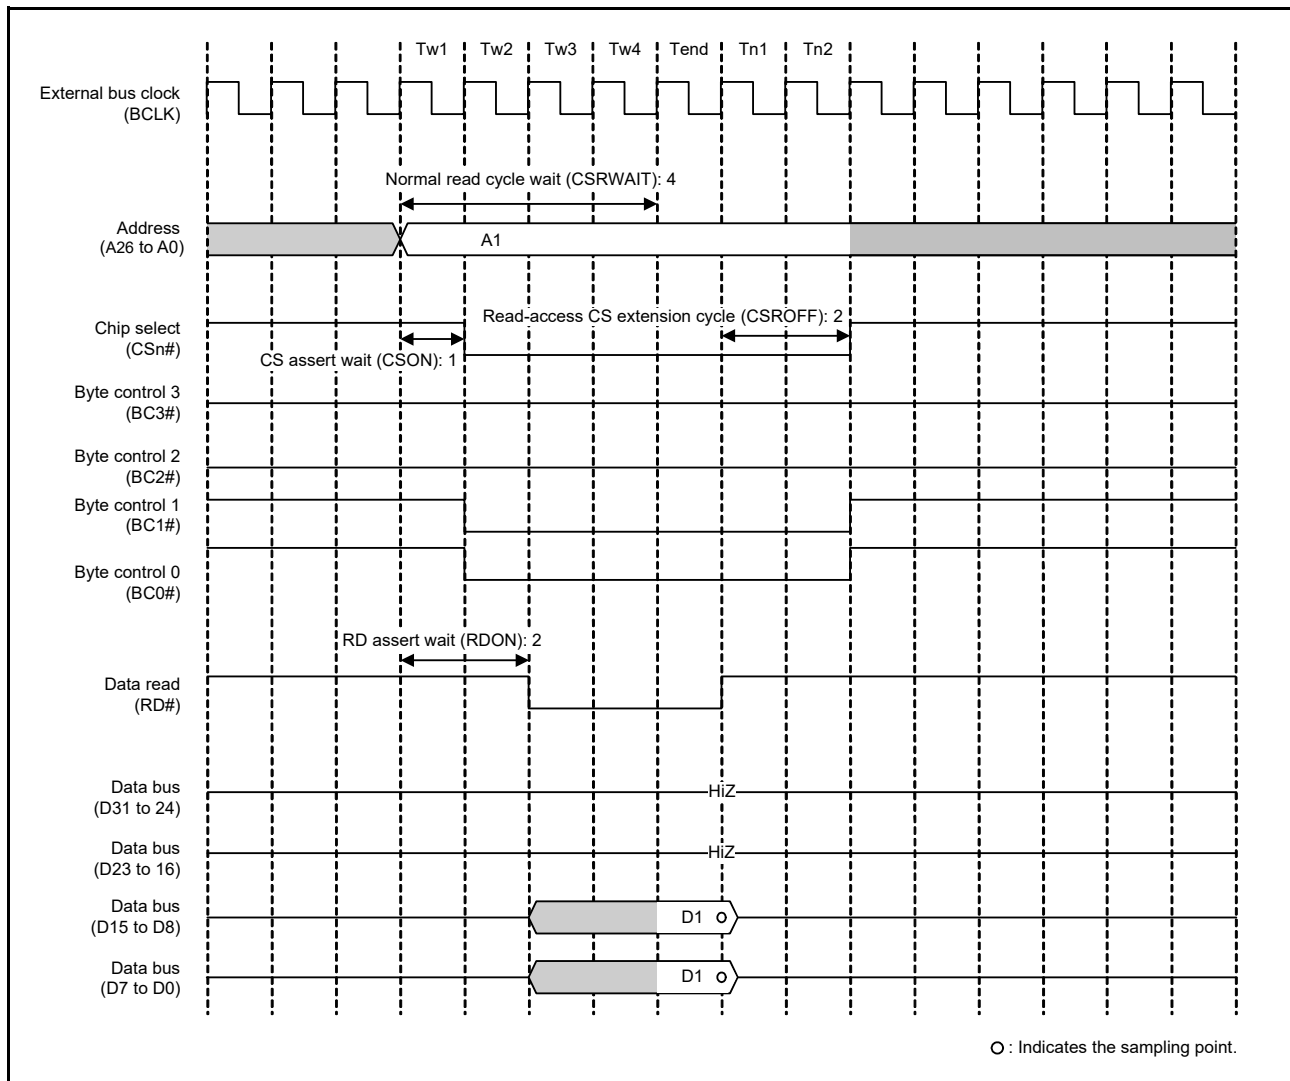 Tw1 Tw2 Tw3 Tw4 Tend Tn1 Tn2
External bus clock
(BCLK)
Normal read cycle wait (CSRWAIT): 4
Address
(A26 to A0)
A1
Chip select
(CSn#)
Read-access CS extension cycle (CSROFF): 2
CS assert wait (CSON): 1
Byte control 3
(BC3#)
Byte control 2
(BC2#)
Byte control 1
(BC1#)
Byte control 0
(BC0#)
RD assert wait (RDON): 2
Data read
(RD#)
Data bus
(D31 to 24)
HiZ
Data bus
(D23 to 16)
HiZ
Data bus
(D15 to D8)
D1
Data bus
(D7 to D0)
D1
: Indicates the sampling point.